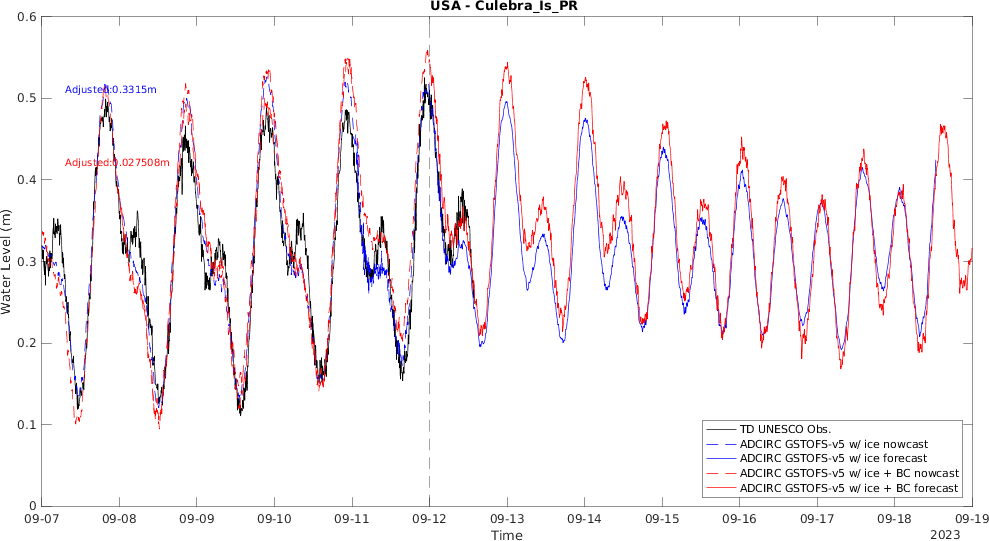 USA - Culebra_Is_PR
0.6
0.5
0.4
0.3
0.2
0.1
0
Water Level (m)
Adjusted:0.3315m
Adjusted:0.027508m
TD UNESCO Obs.
ADCIRC GSTOFS-v5 w/ ice nowcast
ADCIRC GSTOFS-v5 w/ ice forecast
ADCIRC GSTOFS-v5 w/ ice + BC nowcast
ADCIRC GSTOFS-v5 w/ ice + BC forecast
09-07 09-08 09-09 09-10 09-11 09-12 09-13 09-14 09-15 09-16 09-17 09-18 09-19
Time
2023